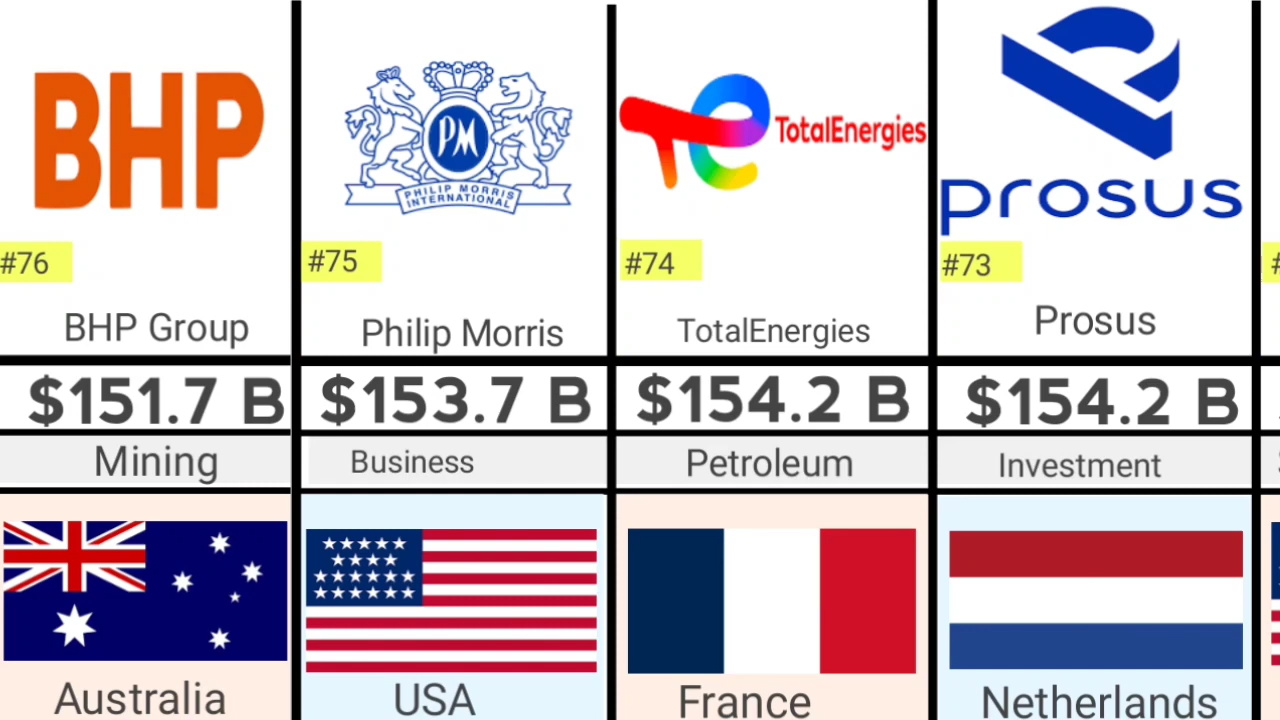 BHP
#76
BHP Group
$151.7 B
Mining
Australia
PM
PHILIP MORRIS
INTERNATIONAL
#75
Philip Morris
$153.7 B
Business
USA
TotalEnergies
#74
TotalEnergies
$154.2 B
Petroleum
France
prosus
#73
Prosus
$154.2 B
Investment
Netherlands
#